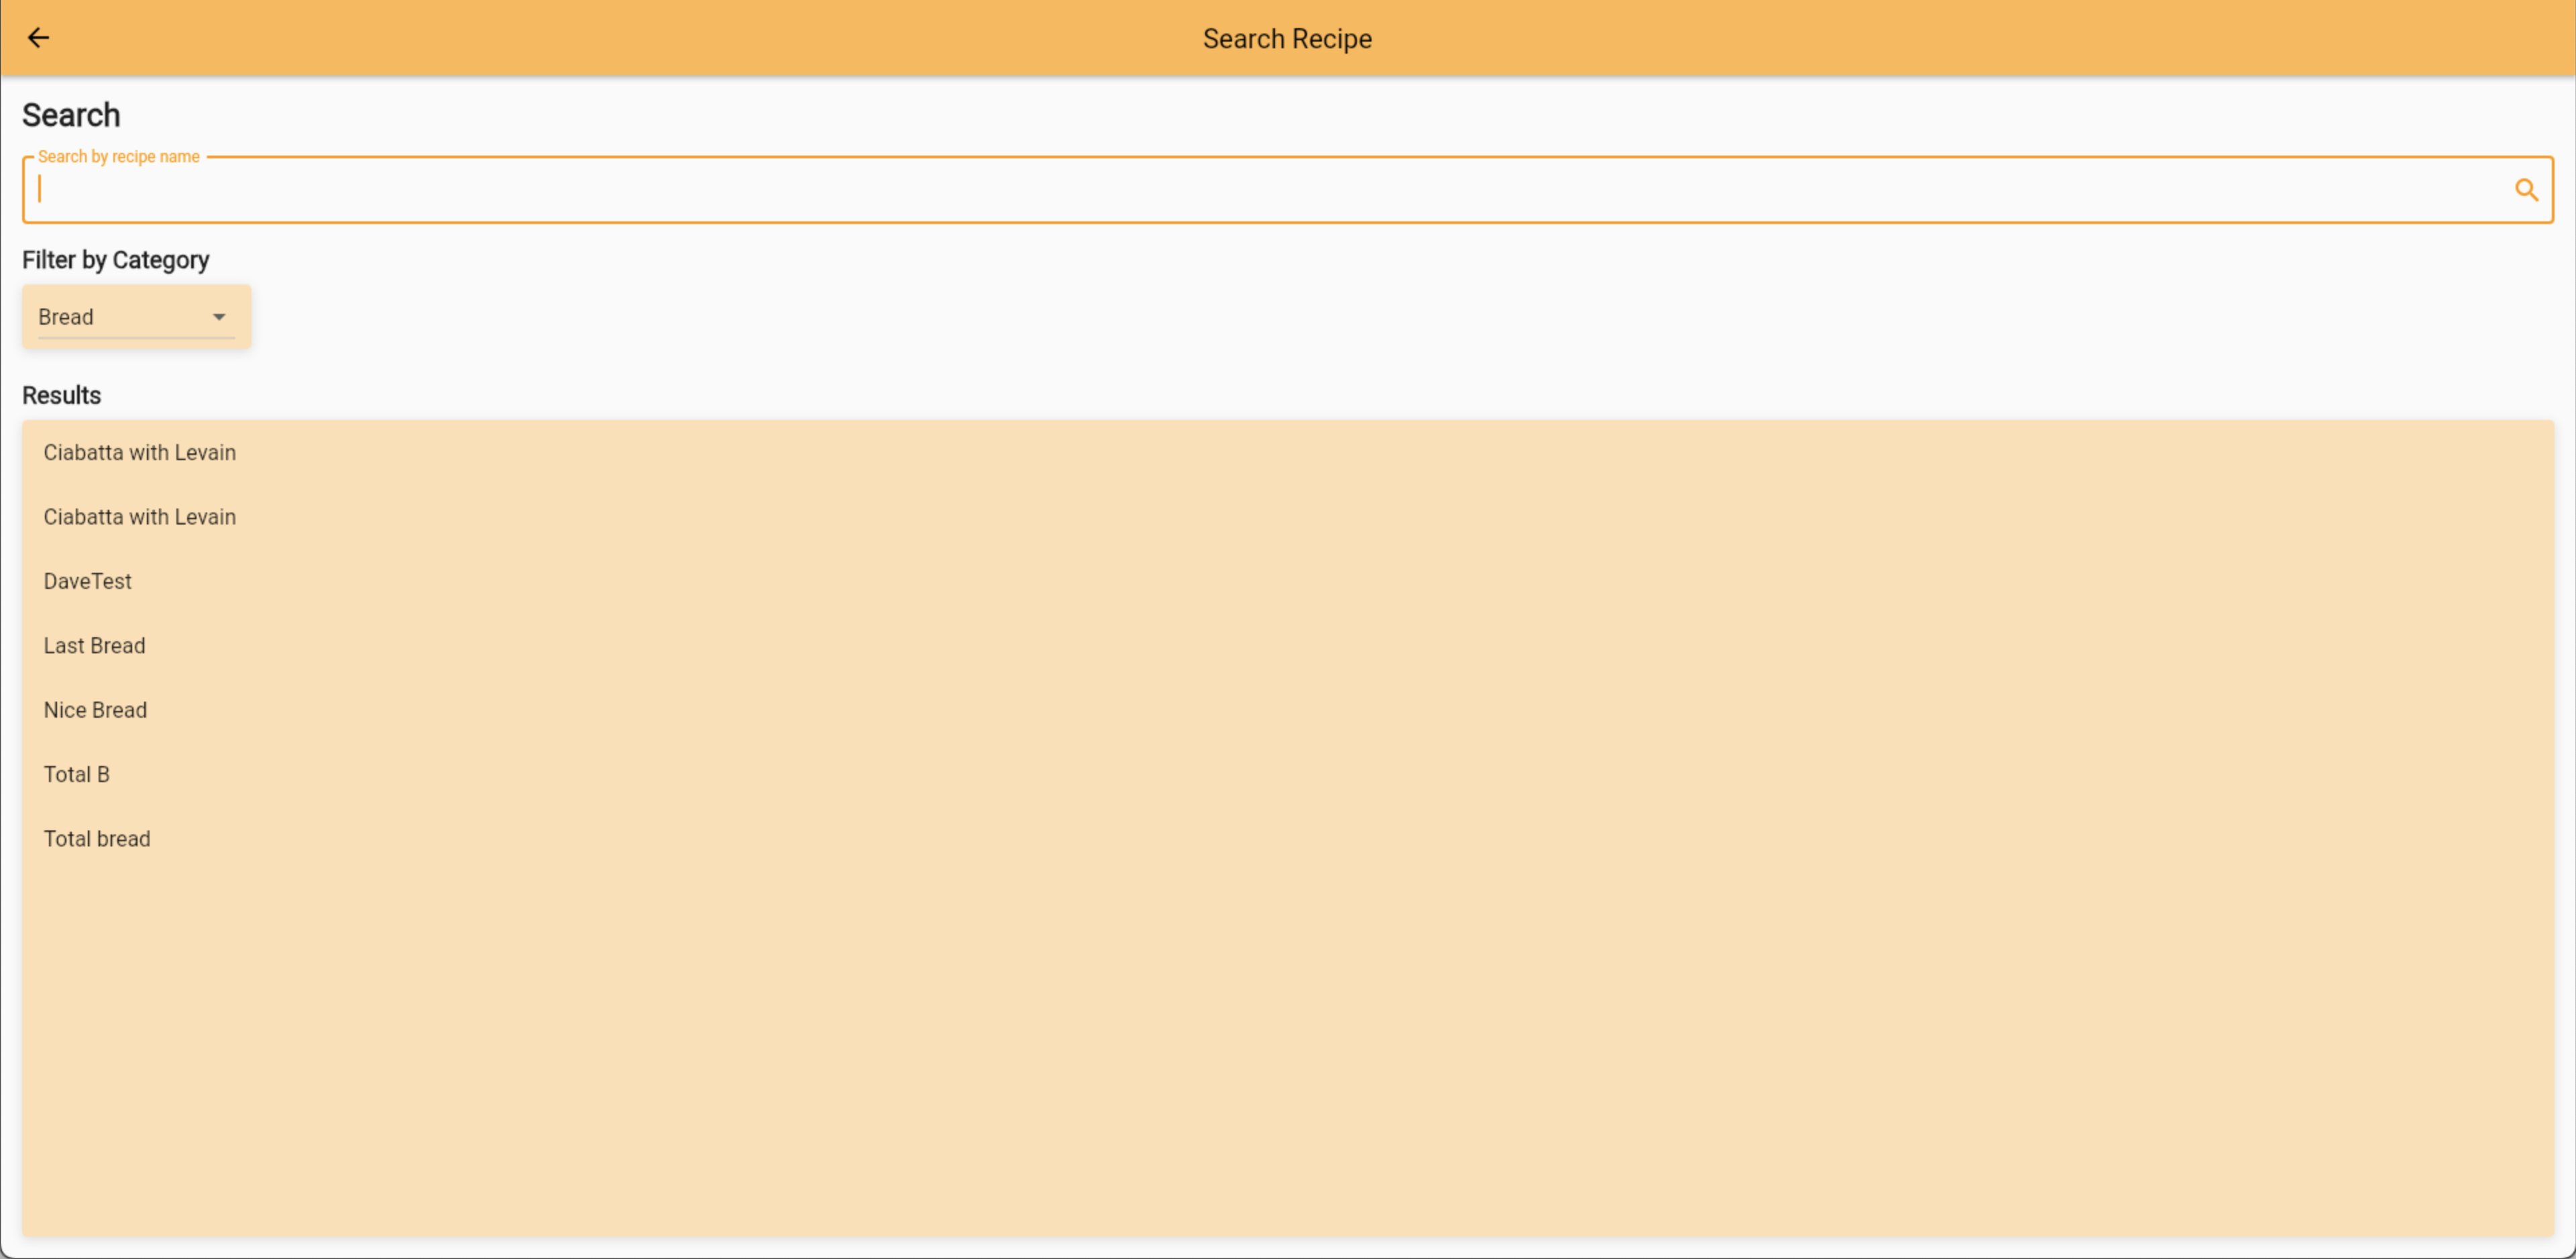 Search Recipe
Search
Search by recipe name
Filter by Category
Bread
Results
Ciabatta with Levain
Ciabatta with Levain
DaveTest
Last Bread
Nice Bread
Total B
Total bread